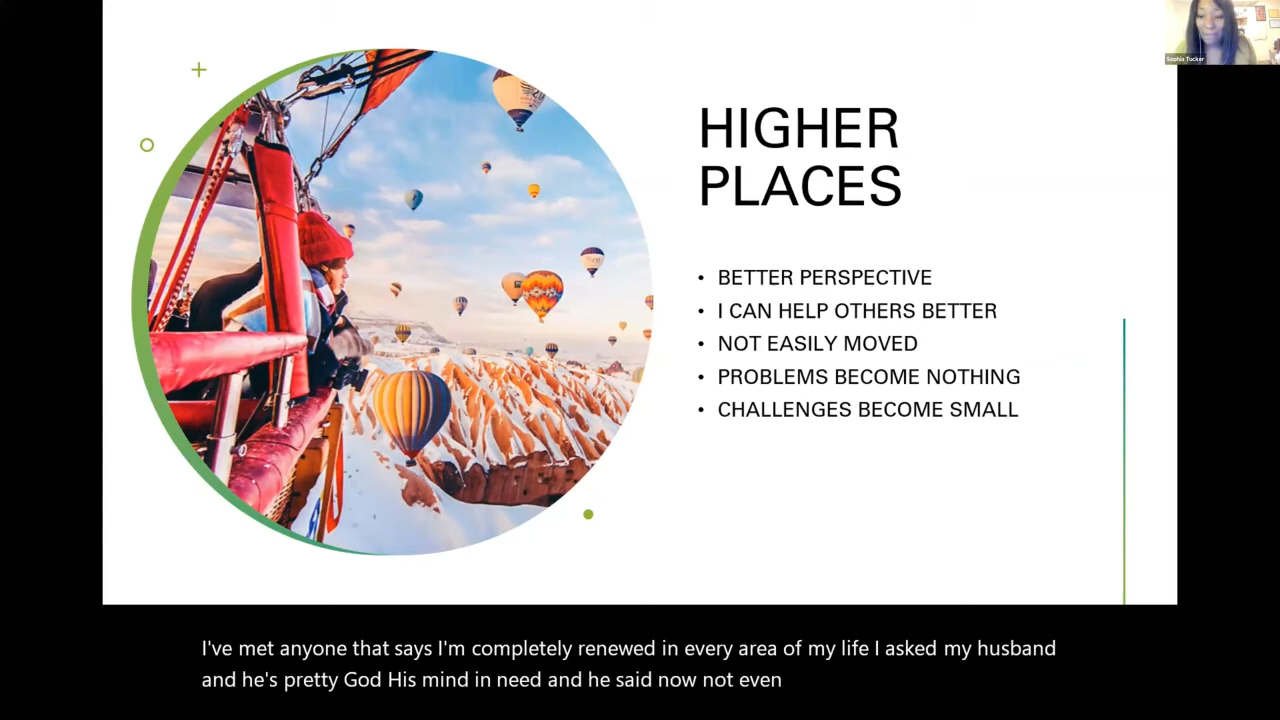 Sophia Tucker
HIGHER
PLACES
• BETTER PERSPECTIVE
• I CAN HELP OTHERS BETTER
• NOT EASILY MOVED
• PROBLEMS BECOME NOTHING
• CHALLENGES BECOME SMALL
I've met anyone that says I'm completely renewed in every area of my life I asked my husband
and he's pretty God His mind in need and he said now not even